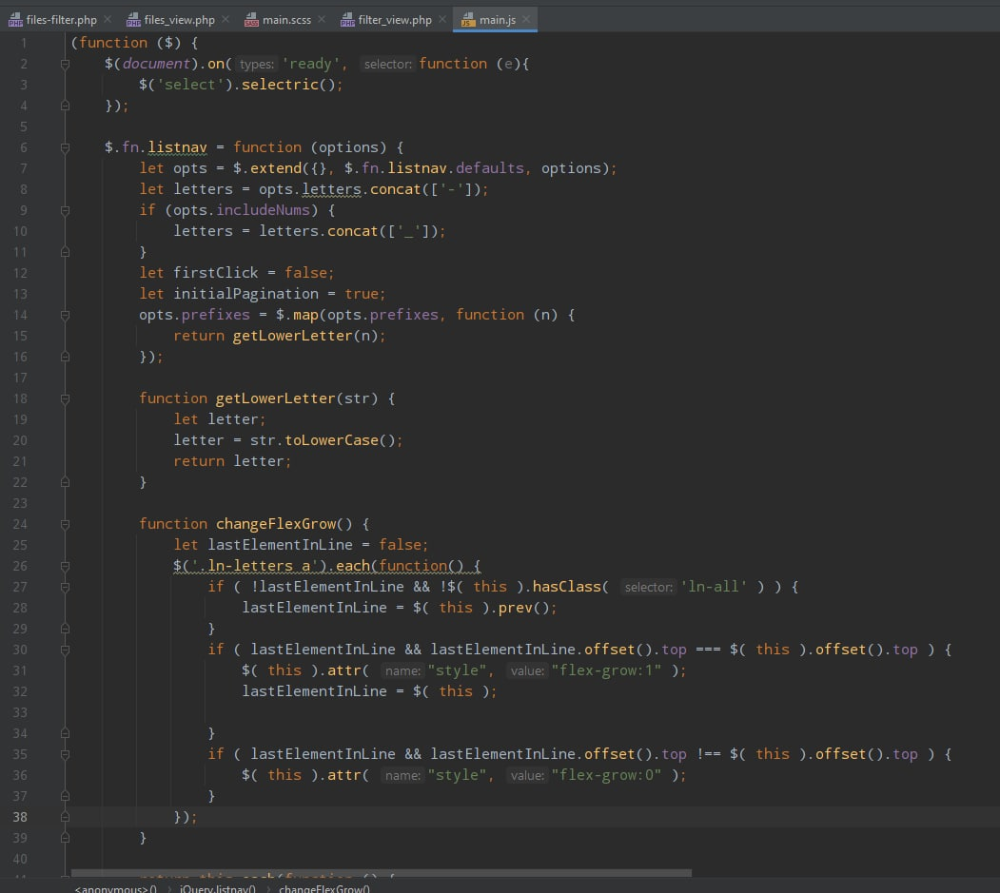 files-filter.php files_view.php main.scss filter_view.php main.js
1 (function ($) {
2 $(document).on( types: 'ready', selector: function (e){
3 $('select').selectric();
4 });
5
6 $.fn.listnav = function (options) {
7 let opts = $.extend({}, $.fn.listnav.defaults, options);
8 let letters = opts.letters.concat(['-']);
9 if (opts.includeNums) {
10 letters = letters.concat(['_']);
11 }
12 let firstClick = false;
13 let initialPagination = true;
14 opts.prefixes = $.map(opts.prefixes, function (n) {
15 return getLowerLetter(n);
16 });
17
18 function getLowerLetter(str) {
19 let letter;
20 letter = str.toLowerCase();
21 return letter;
22 }
23
24 function changeFlexGrow() {
25 let lastElementInLine = false;
26 $('.ln-letters a').each(function() {
27 if ( !lastElementInLine && !$( this ).hasClass( selector: 'ln-all' ) ) {
28 lastElementInLine = $( this ).prev();
29 }
30 if ( lastElementInLine && lastElementInLine.offset().top === $( this ).offset().top ) {
31 $( this ).attr( name: "style", value: "flex-grow:1" );
32 lastElementInLine = $( this );
33
34 }
35 if ( lastElementInLine && lastElementInLine.offset().top !== $( this ).offset().top ) {
36 $( this ).attr( name: "style", value: "flex-grow:0" );
37 }
38 });
39 }
40
41 return this.each(function () {
<anonymous>() › jQuery.listnav() › changeFlexGrow()